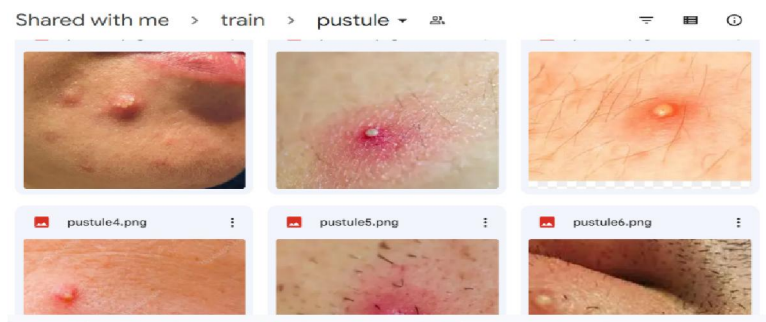 Shared with me > train > pustule
pustule4.png
pustule5.png
pustule6.png